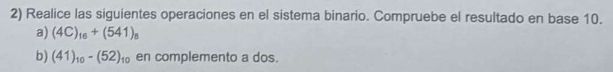 2) Realice las siguientes operaciones en el sistema binario. Compruebe el resultado en base 10.
a) (4C)₁₆ + (541)₈
b) (41)₁₀ - (52)₁₀ en complemento a dos.